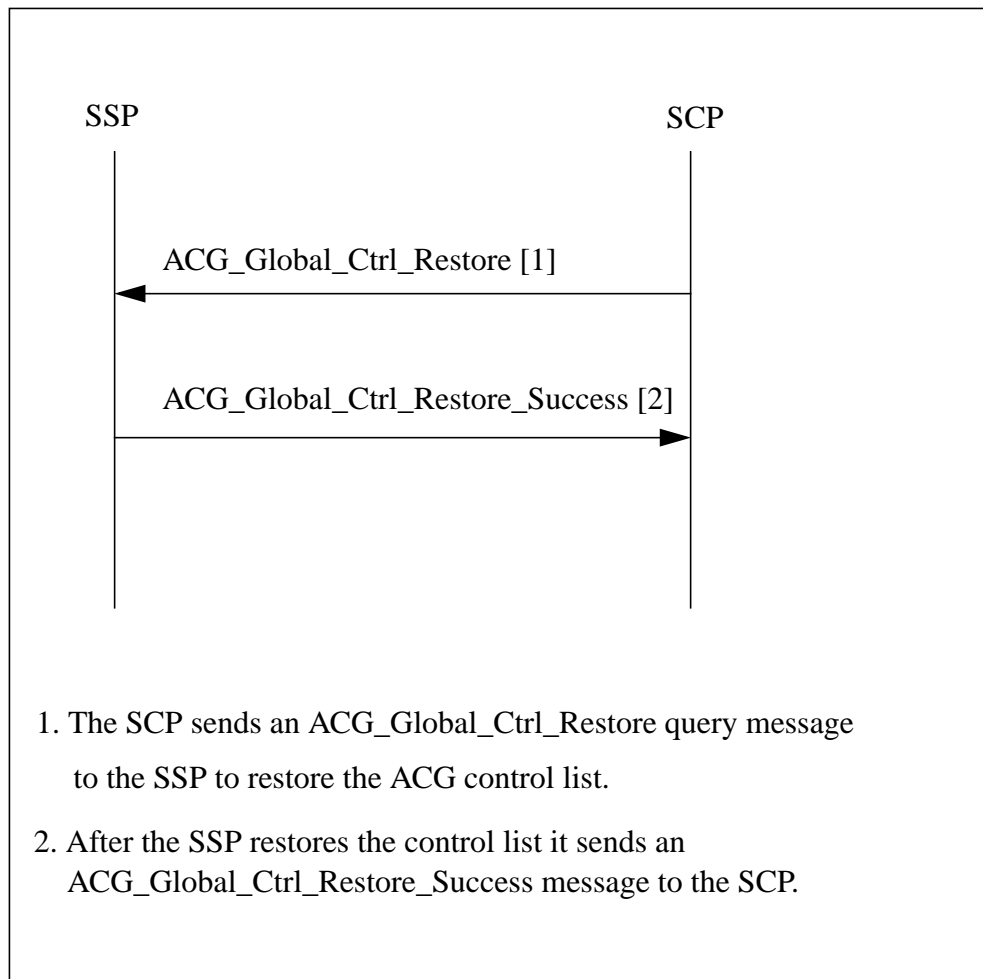 SSP
SCP
ACG_Global_Ctrl_Restore [1]
ACG_Global_Ctrl_Restore_Success [2]
1. The SCP sends an ACG_Global_Ctrl_Restore query message
to the SSP to restore the ACG control list.
2. After the SSP restores the control list it sends an
ACG_Global_Ctrl_Restore_Success message to the SCP.